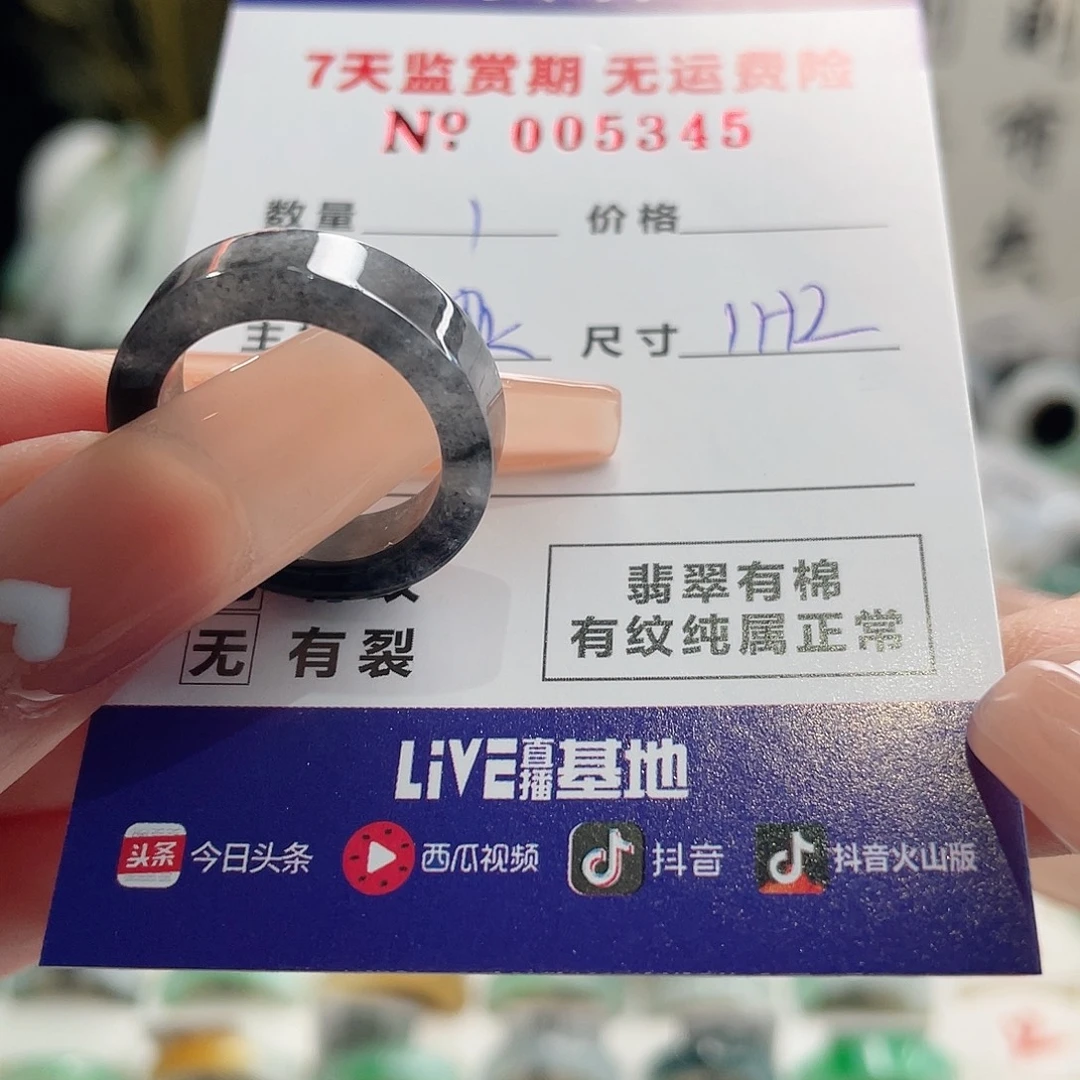 7天监赏期 无运费险
Nº 005345
数量 1 价格
主 尺寸 1H2
无 有裂
翡翠有棉
有纹纯属正常
LiVE直播基地
头条 今日头条 西瓜视频 抖音 抖音火山版